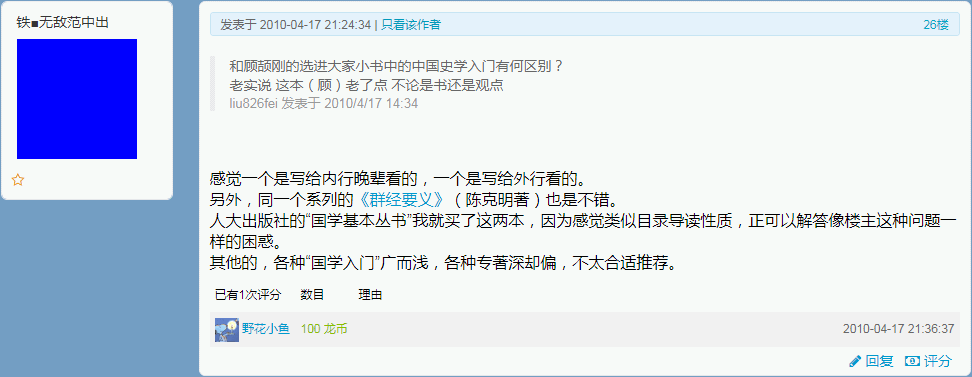 铁■无敌范中出
发表于 2010-04-17 21:24:34 | 只看该作者
26楼
和顾颉刚的选进大家小书中的中国史学入门有何区别？
老实说 这本（顾）老了点 不论是书还是观点
liu826fei 发表于 2010/4/17 14:34
感觉一个是写给内行晚辈看的，一个是写给外行看的。
另外，同一个系列的《群经要义》（陈克明著）也是不错。
人大出版社的“国学基本丛书”我就买了这两本，因为感觉类似目录导读性质，正可以解答像楼主这种问题一
样的困惑。
其他的，各种“国学入门”广而浅，各种专著深却偏，不太合适推荐。
已有1次评分 数目 理由
野花小鱼 100 龙币 2010-04-17 21:36:37
回复 评分